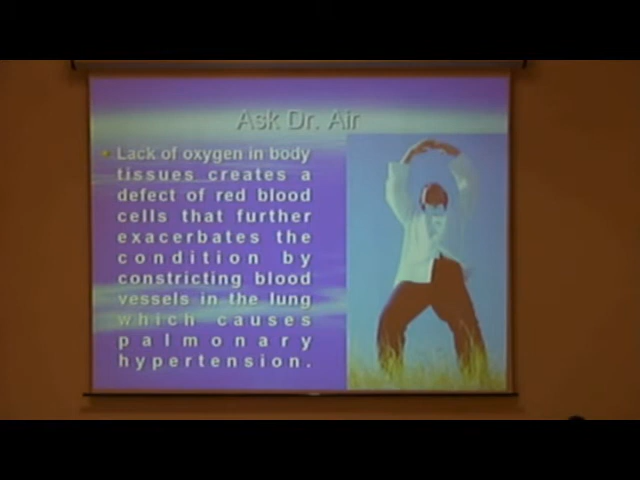 Ask Dr. Air
Lack of oxygen in body
tissues creates a
defect of red blood
cells that further
exacerbates the
condition by
constricting blood
vessels in the lung
which causes
palmonary
hypertension.